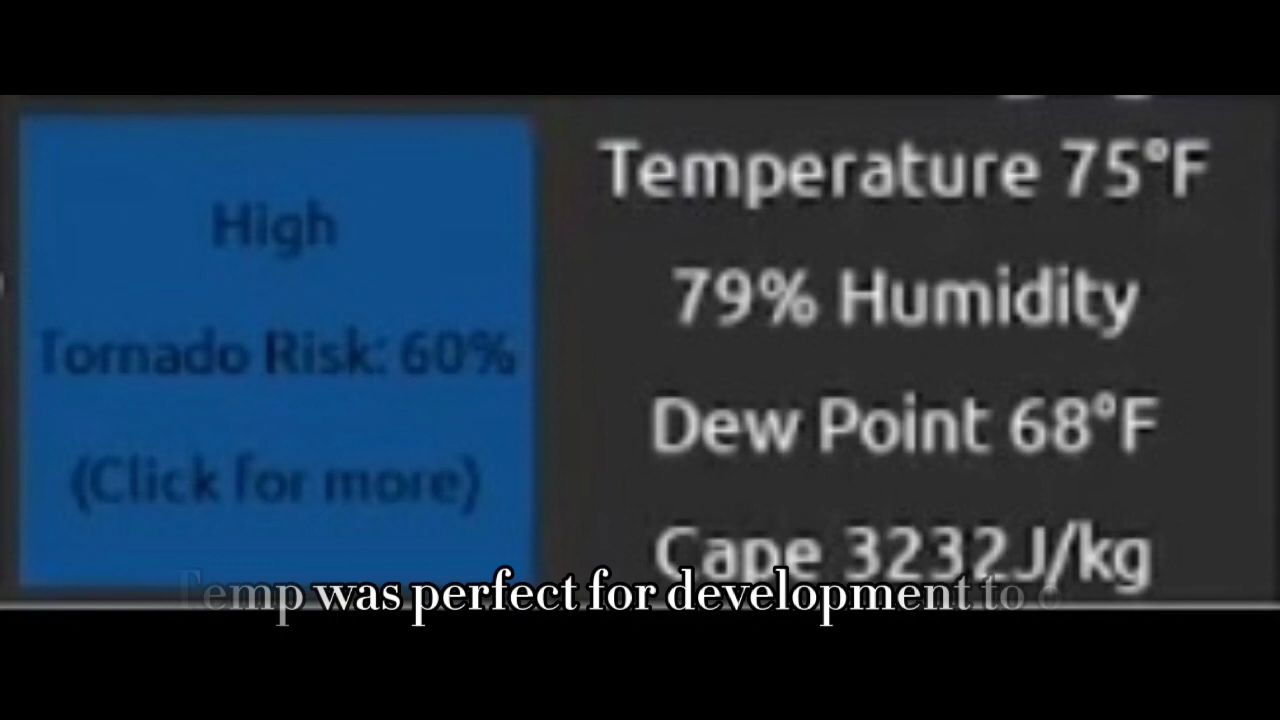 High
Tornado Risk: 60%
(Click for more)
Temperature 75°F
79% Humidity
Dew Point 68°F
Cape 3232J/kg
Temp was perfect for development to